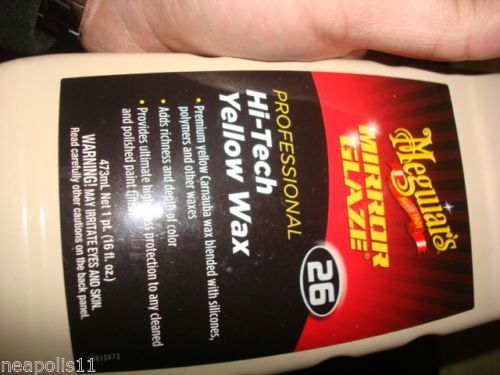 Meguiar's
MIRROR
GLAZE®
26
PROFESSIONAL
Hi-Tech
Yellow Wax
• Premium yellow Carnauba wax blended with silicones,
polymers and other waxes
• Adds richness and depth of color
• Provides ultimate high gloss protection to any cleaned
and polished paint
473mL Net 1 pt. (16 fl. oz.)
WARNING! MAY IRRITATE EYES AND SKIN.
Read carefully other cautions on the back panel.
neapolis11